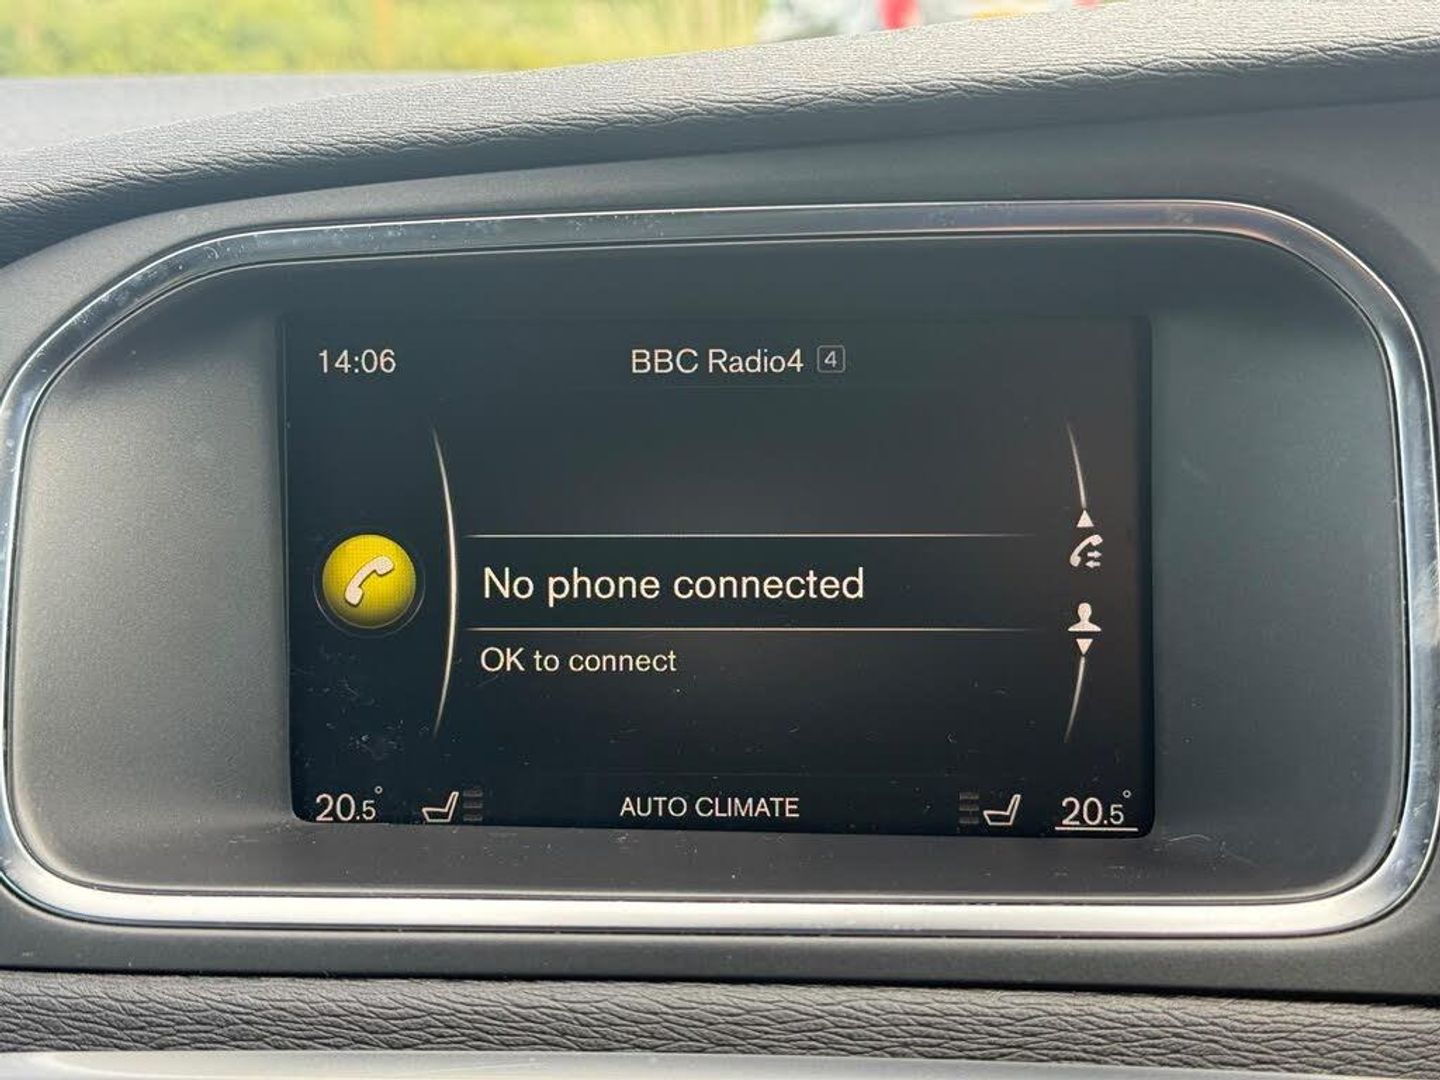 14:06
BBC Radio4 4
No phone connected
OK to connect
20.5° AUTO CLIMATE 20.5°